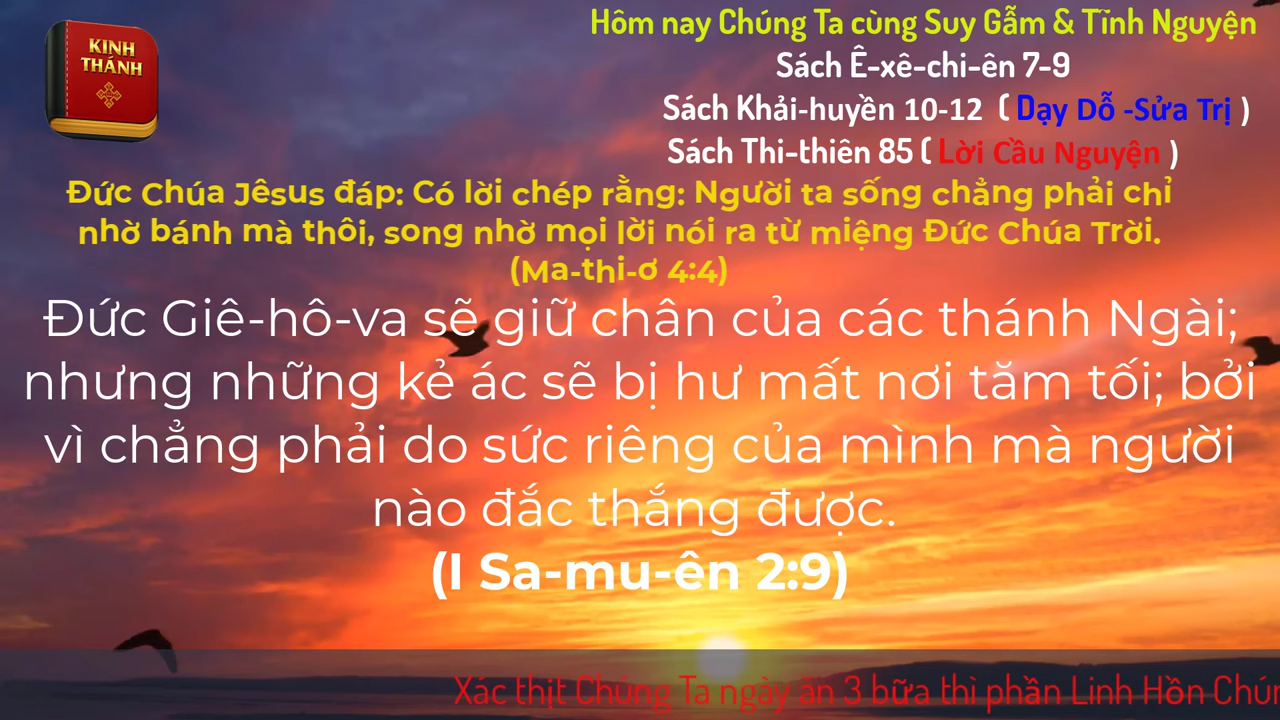 KINH
THÁNH
Hôm nay Chúng Ta cùng Suy Gẫm & Tĩnh Nguyện
Sách Ê-xê-chi-ên 7-9
Sách Khải-huyền 10-12 ( Dạy Dỗ -Sửa Trị )
Sách Thi-thiên 85 ( Lời Cầu Nguyện )
Đức Chúa Jêsus đáp: Có lời chép rằng: Người ta sống chẳng phải chỉ
nhờ bánh mà thôi, song nhờ mọi lời nói ra từ miệng Đức Chúa Trời.
(Ma-thi-ơ 4:4)
Đức Giê-hô-va sẽ giữ chân của các thánh Ngài;
nhưng những kẻ ác sẽ bị hư mất nơi tăm tối; bởi
vì chẳng phải do sức riêng của mình mà người
nào đắc thắng được.
(I Sa-mu-ên 2:9)
Xác thịt Chúng Ta ngày ăn 3 bữa thì phần Linh Hồn